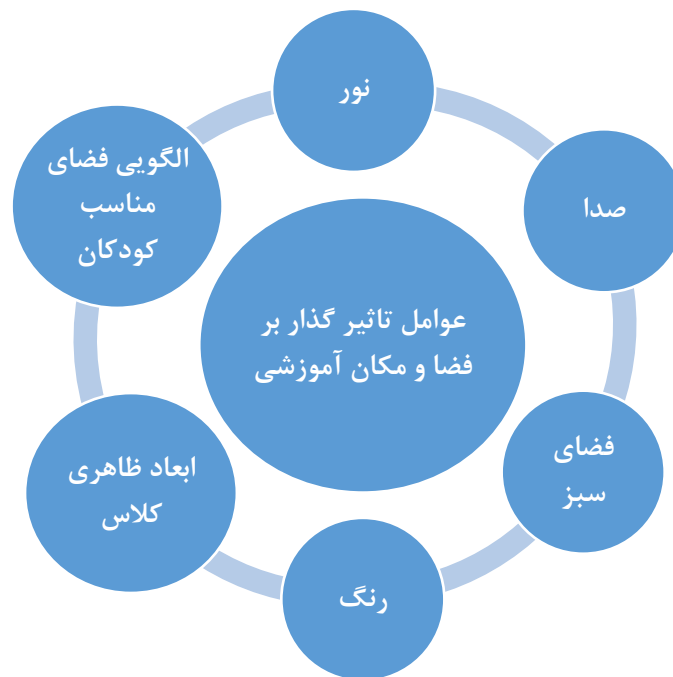 نور
صدا
فضای
سبز
رنگ
ابعاد ظاهری
کلاس
الگویی فضای
مناسب
کودکان
عوامل تاثیر گذار بر
فضا و مکان آموزشی